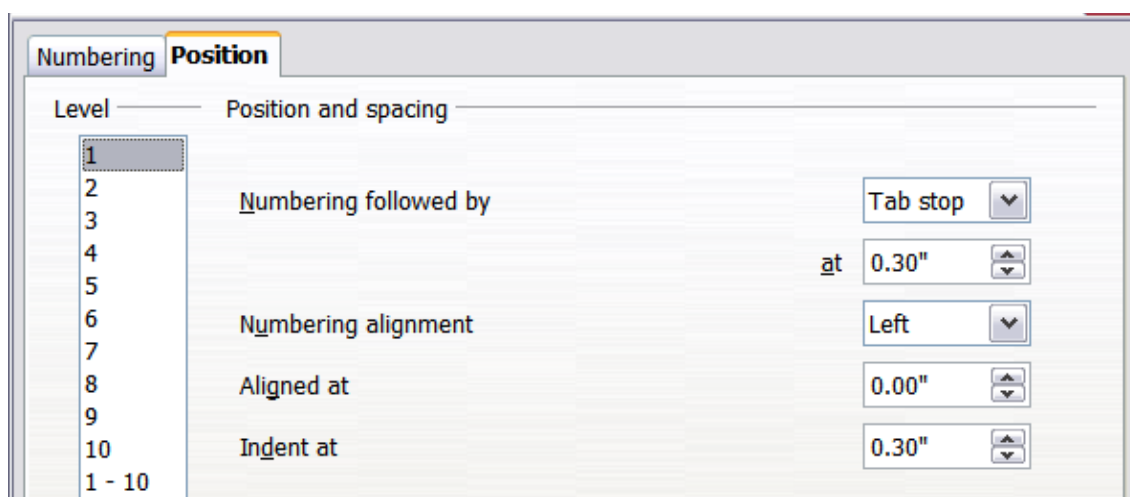 Numbering Position
Level Position and spacing
1
2
Numbering followed by Tab stop
3
4
at 0.30"
5
6
Numbering alignment Left
7
8
Aligned at 0.00"
9
10
Indent at 0.30"
1 - 10